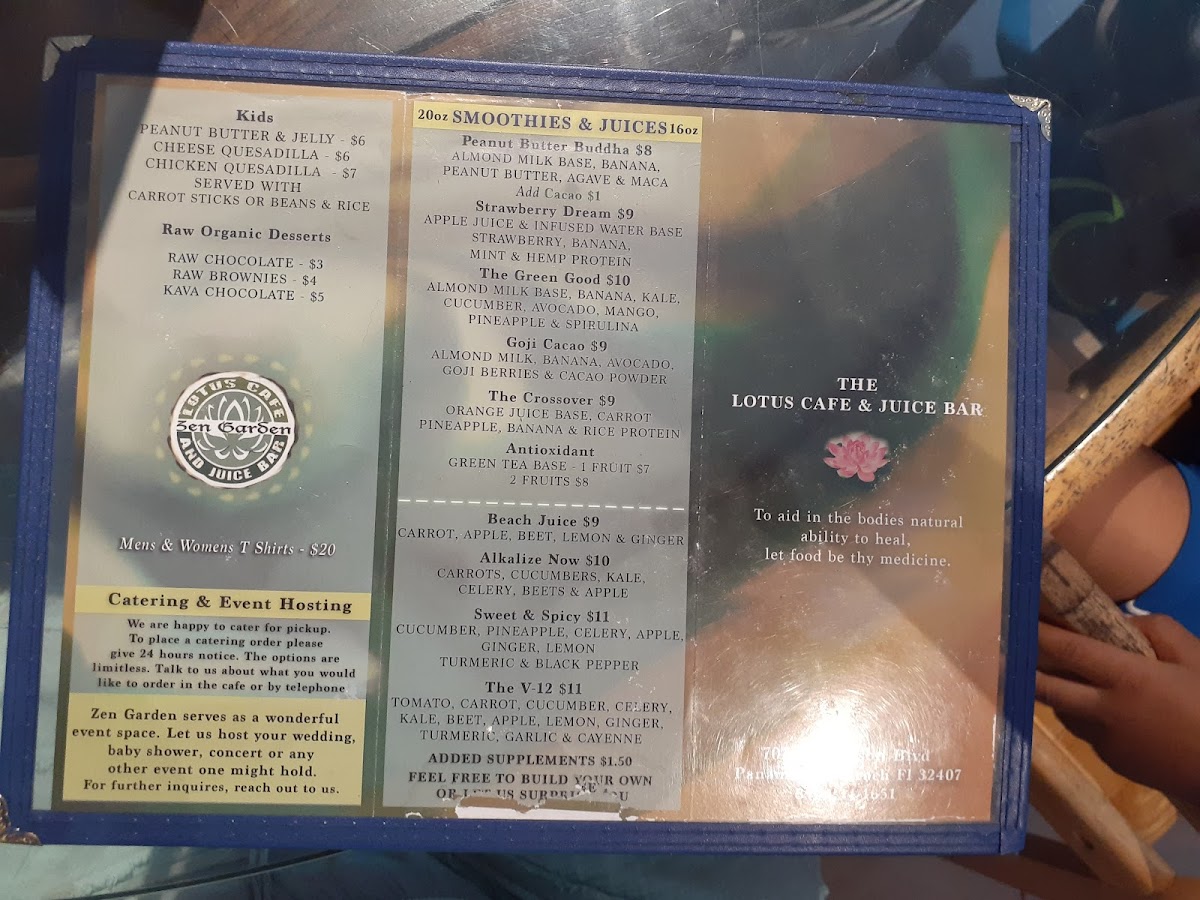 Kids
PEANUT BUTTER & JELLY - $6
CHEESE QUESADILLA - $6
CHICKEN QUESADILLA - $7
SERVED WITH
CARROT STICKS OR BEANS & RICE
Raw Organic Desserts
RAW CHOCOLATE - $3
RAW BROWNIES - $4
KAVA CHOCOLATE - $5
LOTUS CAFE
Zen Garden
AND JUICE BAR
Mens & Womens T Shirts - $20
Catering & Event Hosting
We are happy to cater for pickup.
To place a catering order please
give 24 hours notice. The options are
limitless. Talk to us about what you would
like to order in the cafe or by telephone
Zen Garden serves as a wonderful
event space. Let us host your wedding,
baby shower, concert or any
other event one might hold.
For further inquires, reach out to us.
20oz SMOOTHIES & JUICES 16oz
Peanut Butter Buddha $8
ALMOND MILK BASE, BANANA,
PEANUT BUTTER, AGAVE & MACA
Add Cacao $1
Strawberry Dream $9
APPLE JUICE & INFUSED WATER BASE
STRAWBERRY, BANANA,
MINT & HEMP PROTEIN
The Green Good $10
ALMOND MILK BASE, BANANA, KALE,
CUCUMBER, AVOCADO, MANGO,
PINEAPPLE & SPIRULINA
Goji Cacao $9
ALMOND MILK, BANANA, AVOCADO,
GOJI BERRIES & CACAO POWDER
The Crossover $9
ORANGE JUICE BASE, CARROT
PINEAPPLE, BANANA & RICE PROTEIN
Antioxidant
GREEN TEA BASE - 1 FRUIT $7
2 FRUITS $8
Beach Juice $9
CARROT, APPLE, BEET, LEMON & GINGER
Alkalize Now $10
CARROTS, CUCUMBERS, KALE,
CELERY, BEETS & APPLE
Sweet & Spicy $11
CUCUMBER, PINEAPPLE, CELERY, APPLE,
GINGER, LEMON
TURMERIC & BLACK PEPPER
The V-12 $11
TOMATO, CARROT, CUCUMBER, CELERY,
KALE, BEET, APPLE, LEMON, GINGER,
TURMERIC, GARLIC & CAYENNE
ADDED SUPPLEMENTS $1.50
FEEL FREE TO BUILD YOUR OWN
OR LET US
THE
LOTUS CAFE & JUICE BAR
To aid in the bodies natural
ability to heal,
let food be thy medicine.
Blvd
Fl 32407